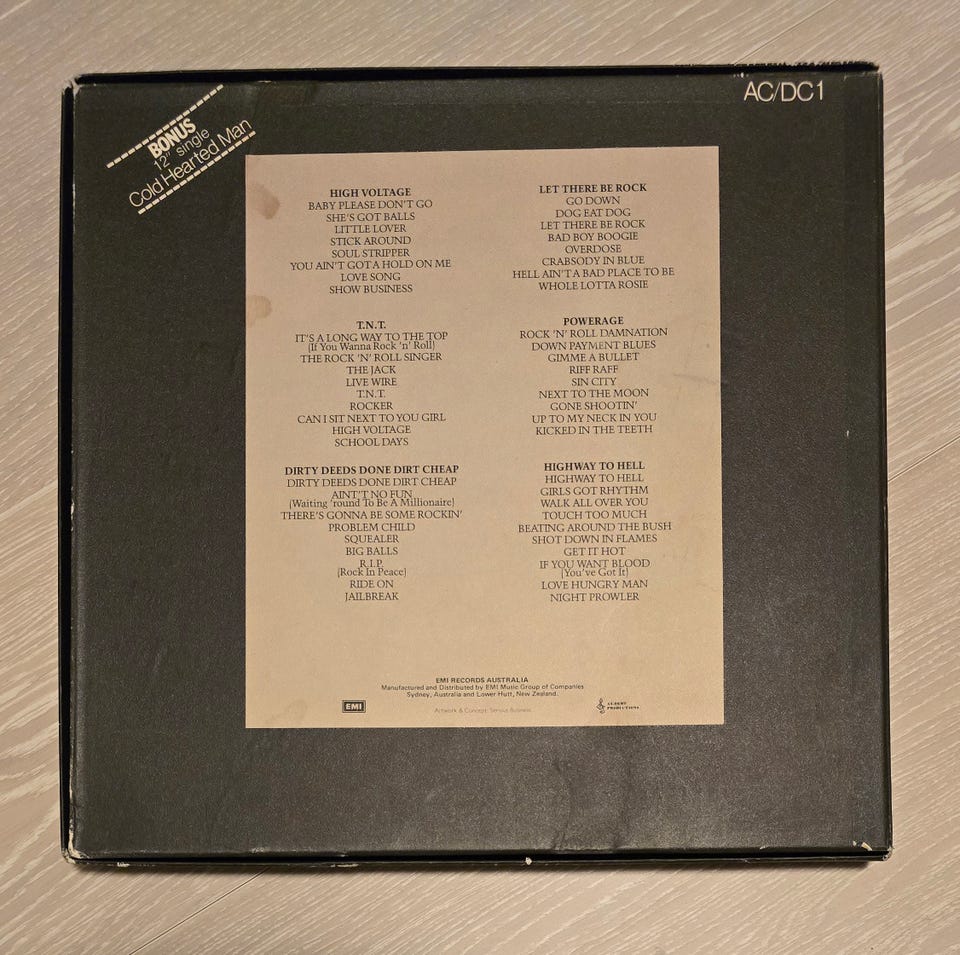 BONUS
12" single
Cold Hearted Man
AC/DC1
HIGH VOLTAGE
BABY PLEASE DON'T GO
SHE'S GOT BALLS
LITTLE LOVER
STICK AROUND
SOUL STRIPPER
YOU AIN'T GOT A HOLD ON ME
LOVE SONG
SHOW BUSINESS
T.N.T.
IT'S A LONG WAY TO THE TOP
(If You Wanna Rock 'n' Roll)
THE ROCK 'N' ROLL SINGER
THE JACK
LIVE WIRE
T.N.T.
ROCKER
CAN I SIT NEXT TO YOU GIRL
HIGH VOLTAGE
SCHOOL DAYS
DIRTY DEEDS DONE DIRT CHEAP
DIRTY DEEDS DONE DIRT CHEAP
AIN'T NO FUN
(Waiting 'round To Be A Millionaire)
THERE'S GONNA BE SOME ROCKIN'
PROBLEM CHILD
SQUEALER
BIG BALLS
R.I.P.
(Rock In Peace)
RIDE ON
JAILBREAK
LET THERE BE ROCK
GO DOWN
DOG EAT DOG
LET THERE BE ROCK
BAD BOY BOOGIE
OVERDOSE
CRABSODY IN BLUE
HELL AIN'T A BAD PLACE TO BE
WHOLE LOTTA ROSIE
POWERAGE
ROCK 'N' ROLL DAMNATION
DOWN PAYMENT BLUES
GIMME A BULLET
RIFF RAFF
SIN CITY
NEXT TO THE MOON
GONE SHOOTIN'
UP TO MY NECK IN YOU
KICKED IN THE TEETH
HIGHWAY TO HELL
HIGHWAY TO HELL
GIRLS GOT RHYTHM
WALK ALL OVER YOU
TOUCH TOO MUCH
BEATING AROUND THE BUSH
SHOT DOWN IN FLAMES
GET IT HOT
IF YOU WANT BLOOD
(You've Got It)
LOVE HUNGRY MAN
NIGHT PROWLER
EMI RECORDS AUSTRALIA
Manufactured and Distributed by EMI Music Group of Companies
Sydney, Australia and Lower Hutt, New Zealand.
EMI
Artwork & Concept: Serious Business
ALBERT
PRODUCTIONS